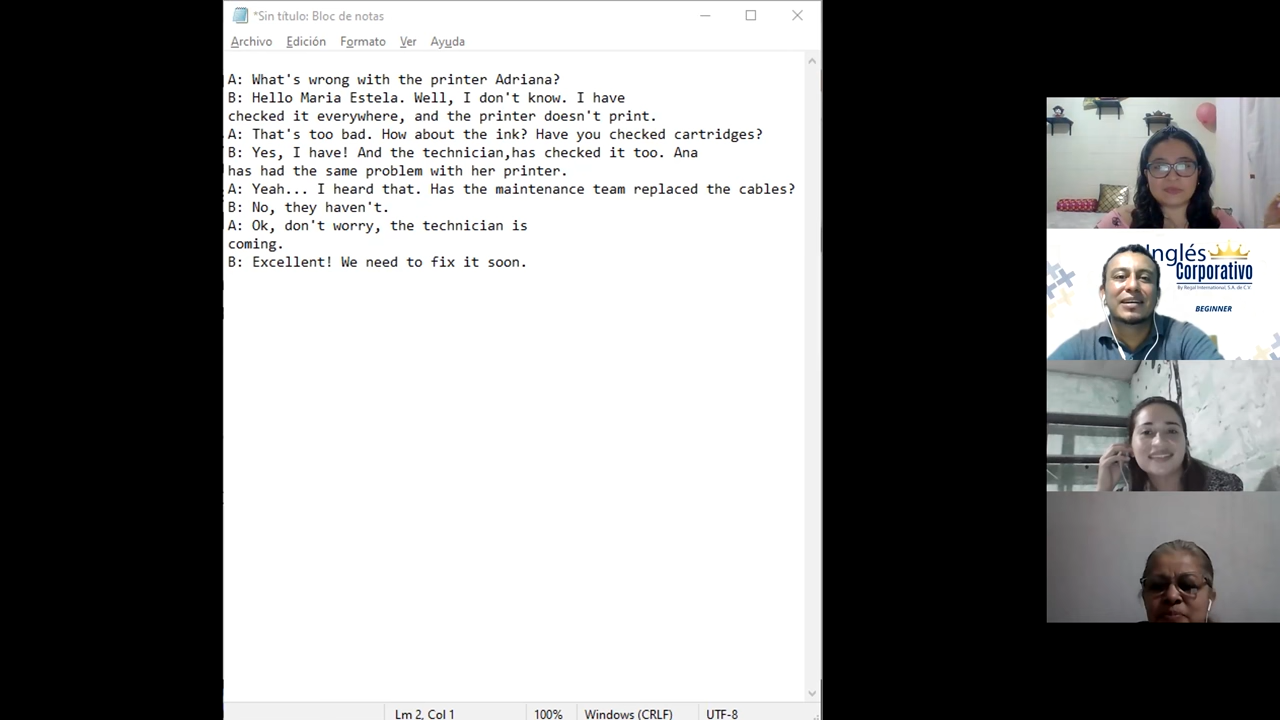 *Sin título: Bloc de notas
Archivo Edición Formato Ver Ayuda
A: What's wrong with the printer Adriana?
B: Hello Maria Estela. Well, I don't know. I have
checked it everywhere, and the printer doesn't print.
A: That's too bad. How about the ink? Have you checked cartridges?
B: Yes, I have! And the technician,has checked it too. Ana
has had the same problem with her printer.
A: Yeah... I heard that. Has the maintenance team replaced the cables?
B: No, they haven't.
A: Ok, don't worry, the technician is
coming.
B: Excellent! We need to fix it soon.
Lm 2, Col 1 100% Windows (CRLF) UTF-8
Inglés
Corporativo
By Regal International, S.A. de C.V
BEGINNER